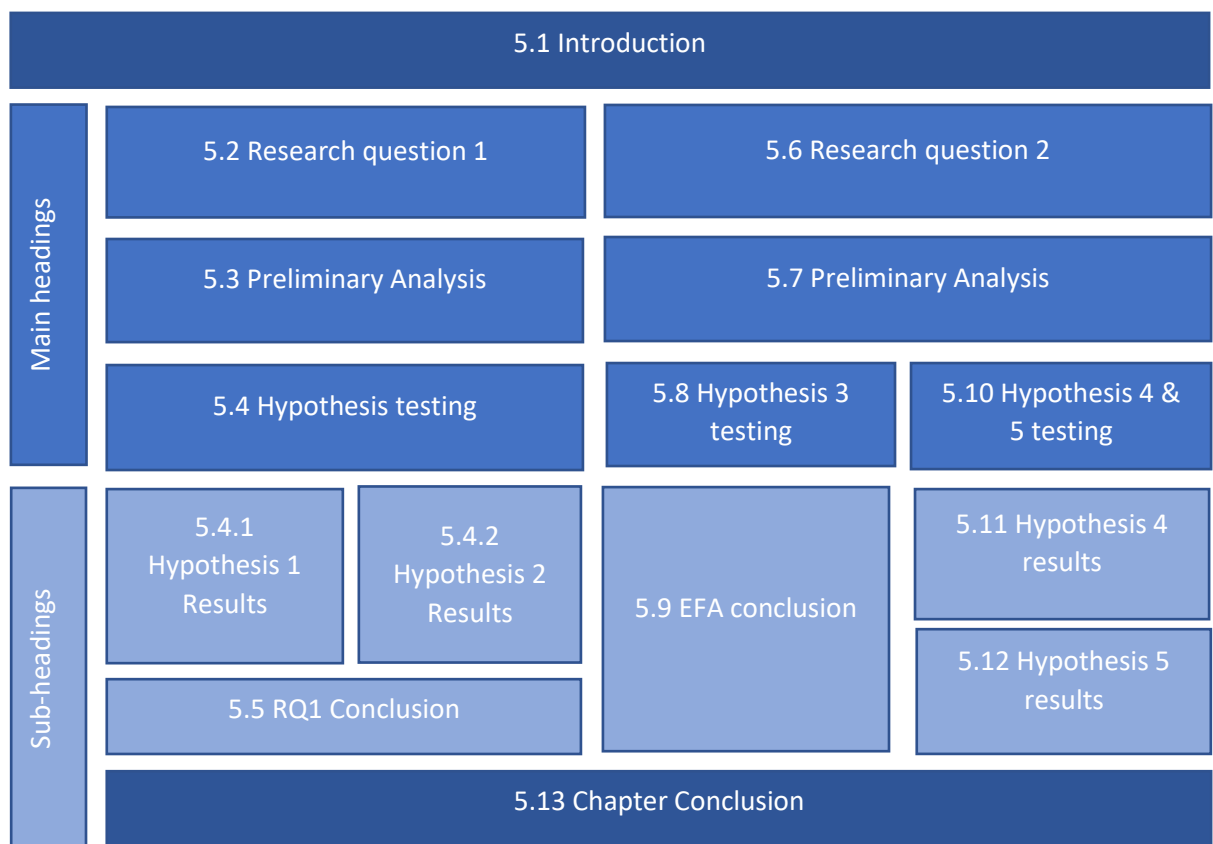 5.1 Introduction
Main headings
5.2 Research question 1
5.6 Research question 2
5.3 Preliminary Analysis
5.7 Preliminary Analysis
5.4 Hypothesis testing
5.8 Hypothesis 3
testing
5.10 Hypothesis 4 &
5 testing
Sub-headings
5.4.1
Hypothesis 1
Results
5.4.2
Hypothesis 2
Results
5.9 EFA conclusion
5.11 Hypothesis 4
results
5.12 Hypothesis 5
results
5.5 RQ1 Conclusion
5.13 Chapter Conclusion